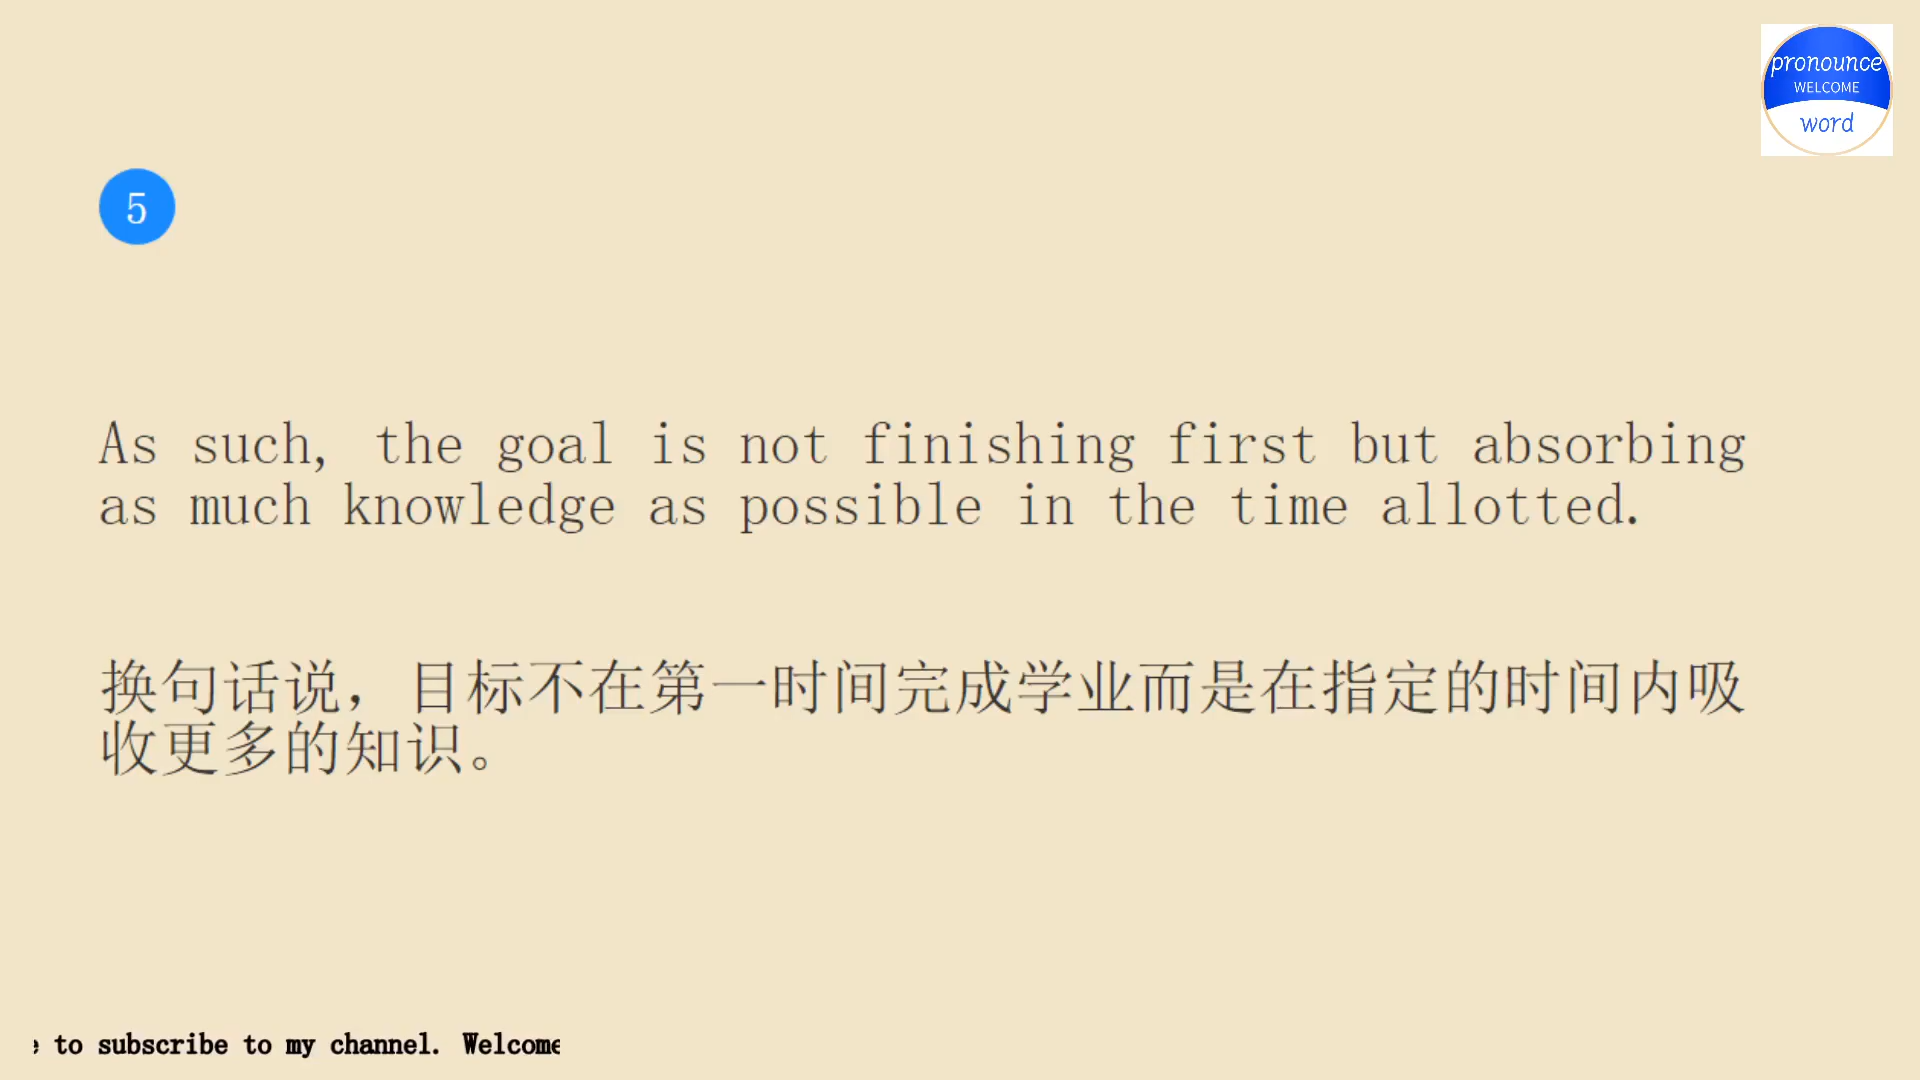 pronounce
WELCOME
word
5
As such, the goal is not finishing first but absorbing
as much knowledge as possible in the time allotted.
换句话说，目标不在第一时间完成学业而是在指定的时间内吸
收更多的知识。
to subscribe to my channel. Welcome